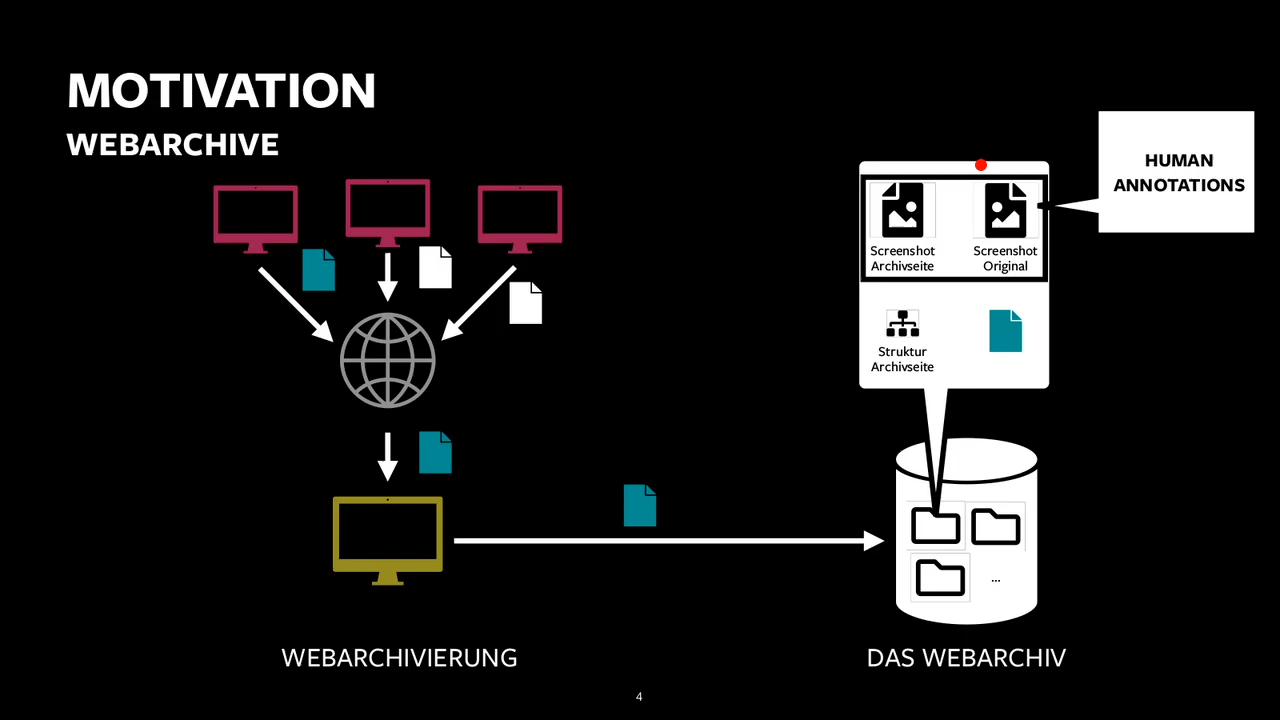 MOTIVATION
WEBARCHIVE
HUMAN
ANNOTATIONS
Screenshot
Archivseite
Screenshot
Original
Struktur
Archivseite
...
WEBARCHIVIERUNG
DAS WEBARCHIV
4